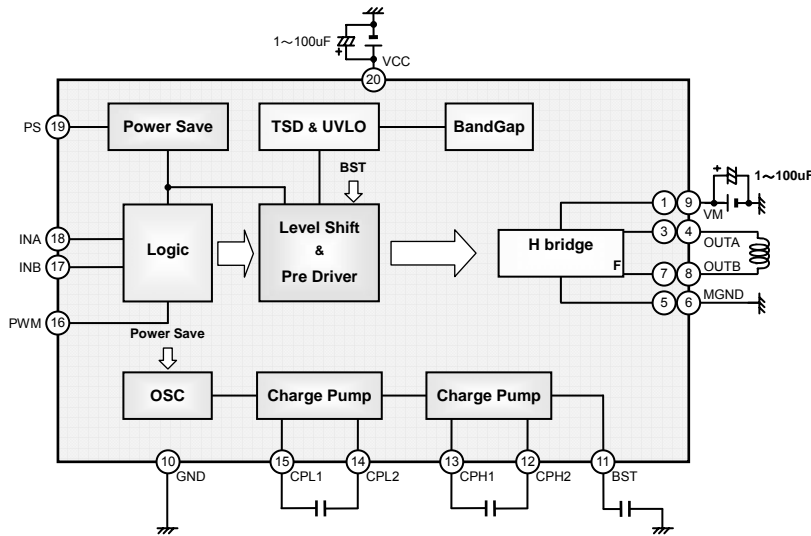 1～100uF
VCC
20
PS 19 Power Save TSD & UVLO BandGap
BST
1～100uF
1 9
VM
INA 18 Logic Level Shift & Pre Driver H bridge 3 4
OUTA
INB 17
F 7 8
OUTB
5 6 MGND
PWM 16
Power Save
OSC Charge Pump Charge Pump
10 15 14 13 12 11
GND CPL1 CPL2 CPH1 CPH2 BST
+
+